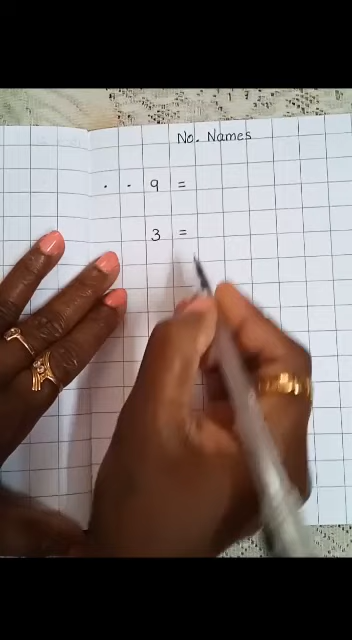 No. Names
. . 9 =
3 =